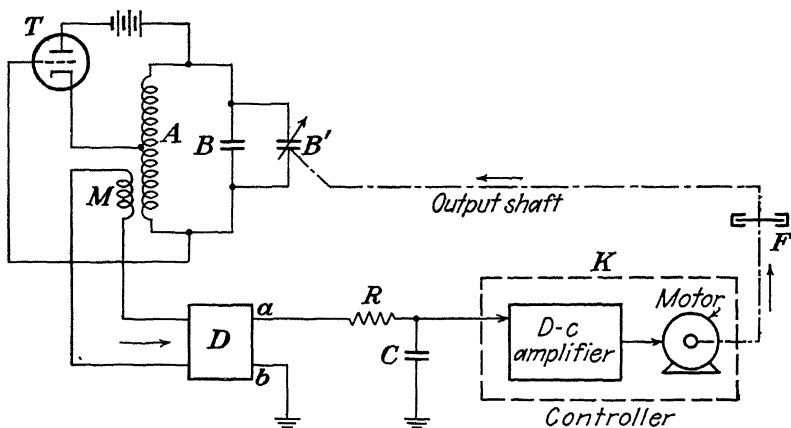 T
A
B
B′
M
Output shaft
F
K
a
R
Motor
D
D-c
amplifier
C
b
Controller